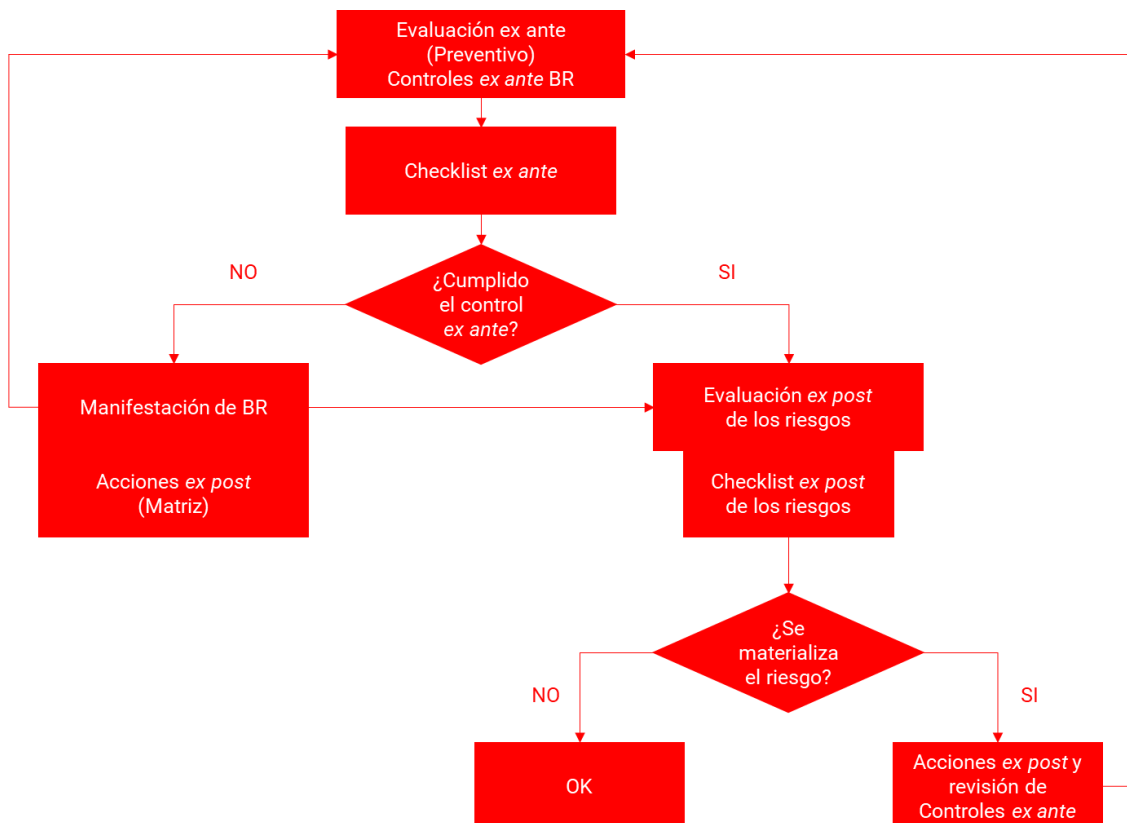 Evaluación ex ante
(Preventivo)
Controles ex ante BR
Checklist ex ante
NO
SI
¿Cumplido
el control
ex ante?
Manifestación de BR
Acciones ex post
(Matriz)
Evaluación ex post
de los riesgos
Checklist ex post
de los riesgos
¿Se
materializa
el riesgo?
NO
SI
OK
Acciones ex post y
revisión de
Controles ex ante